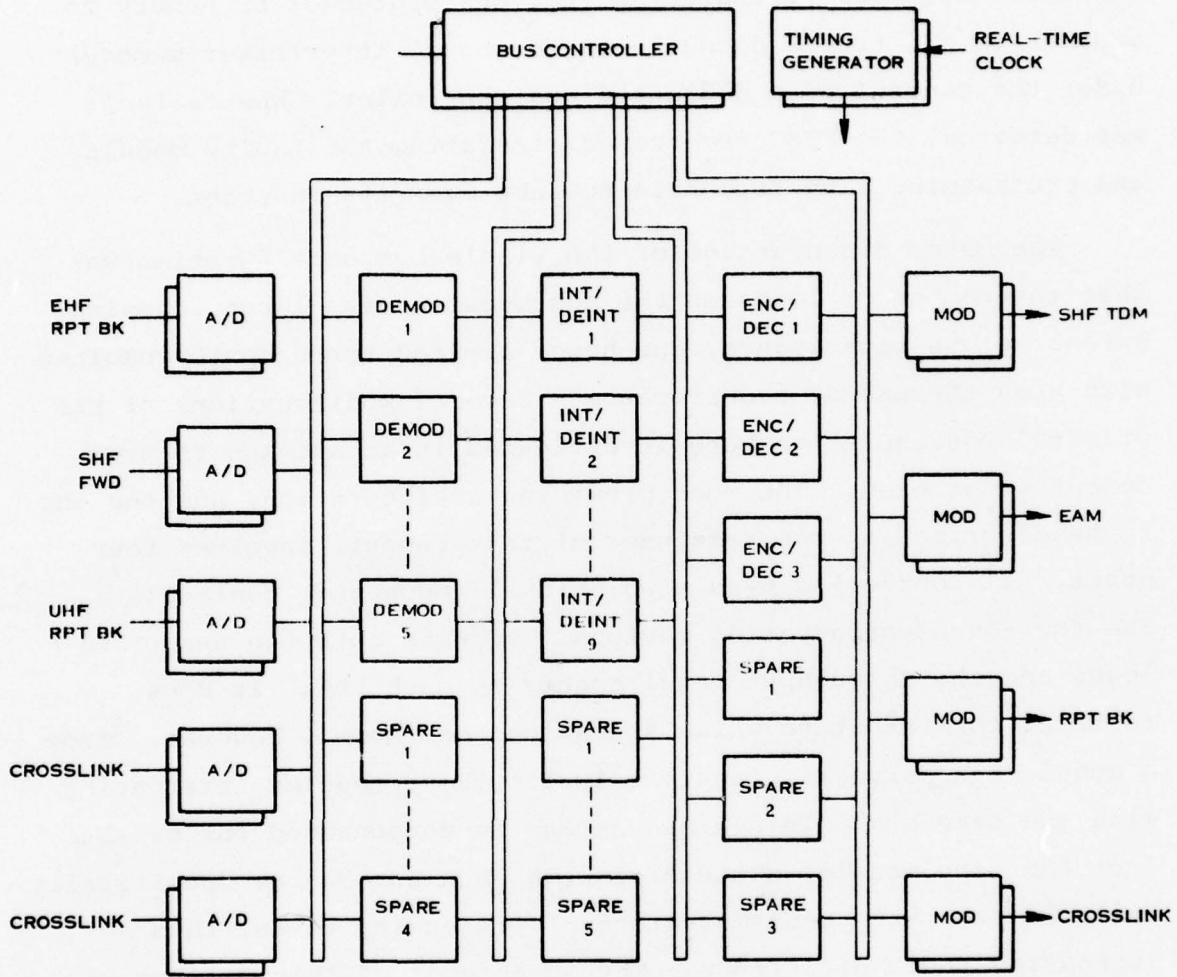 BUS CONTROLLER
TIMING
GENERATOR
REAL-TIME
CLOCK
EHF
RPT BK
A/D
DEMOD
1
INT/
DEINT
1
ENC/
DEC 1
MOD
SHF TDM
SHF
FWD
A/D
DEMOD
2
INT/
DEINT
2
ENC/
DEC 2
MOD
EAM
ENC/
DEC 3
UHF
RPT BK
A/D
DEMOD
5
INT/
DEINT
9
SPARE
1
MOD
RPT BK
CROSSLINK
A/D
SPARE
1
SPARE
1
SPARE
2
CROSSLINK
A/D
SPARE
4
SPARE
5
SPARE
3
MOD
CROSSLINK